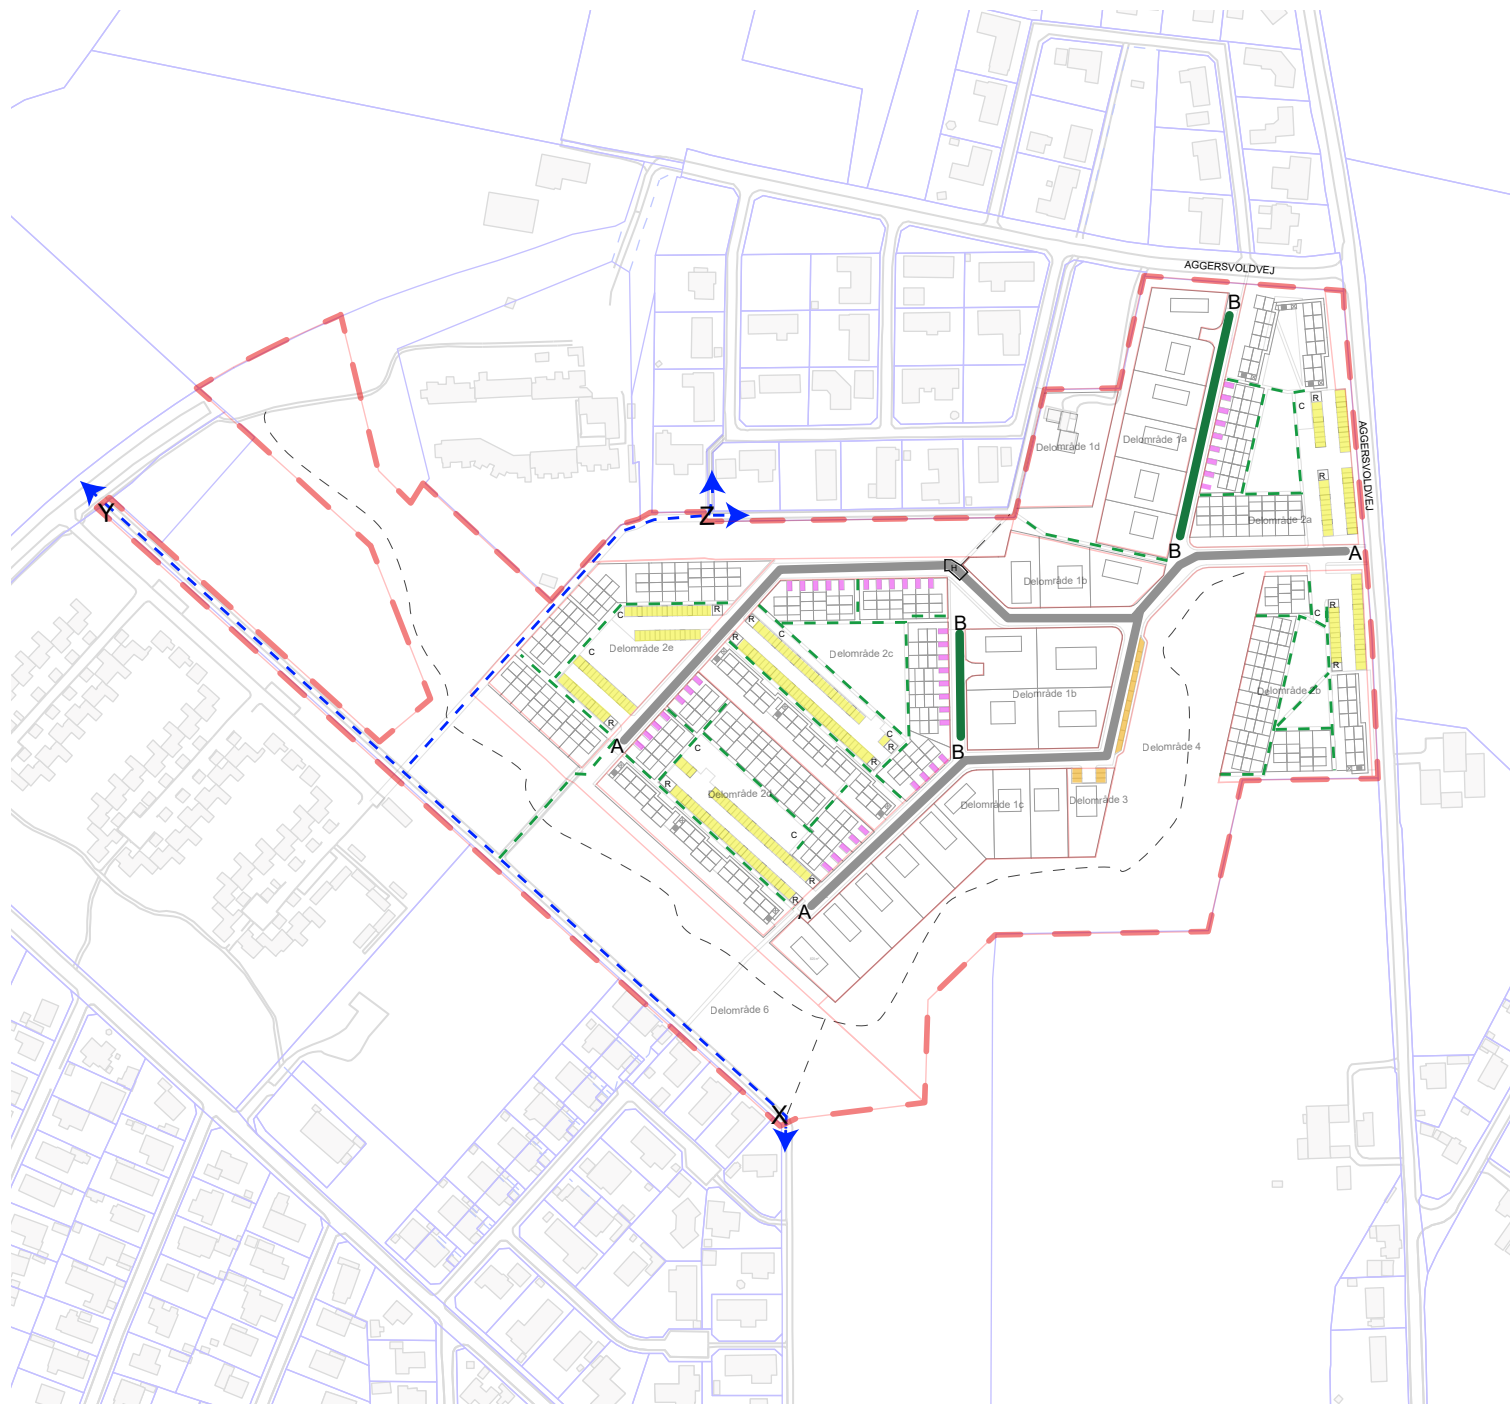 AGGERSVOLDVEJ
B
R
C
AGGERSVOLDVEJ
Delområde 1d
Delområde 1a
R
Y
Z
Delområde 2a
B
A
H
Delområde 1b
C
R
R
C
R
B
C
R
C
Delområde 2e
Delområde 2c
R
Delområde 2b
Delområde 1b
R
A
C
C
R
B
Delområde 4
R
R
Delområde 2d
Delområde 1c
Delområde 3
C
R
R
A
Delområde 6
X